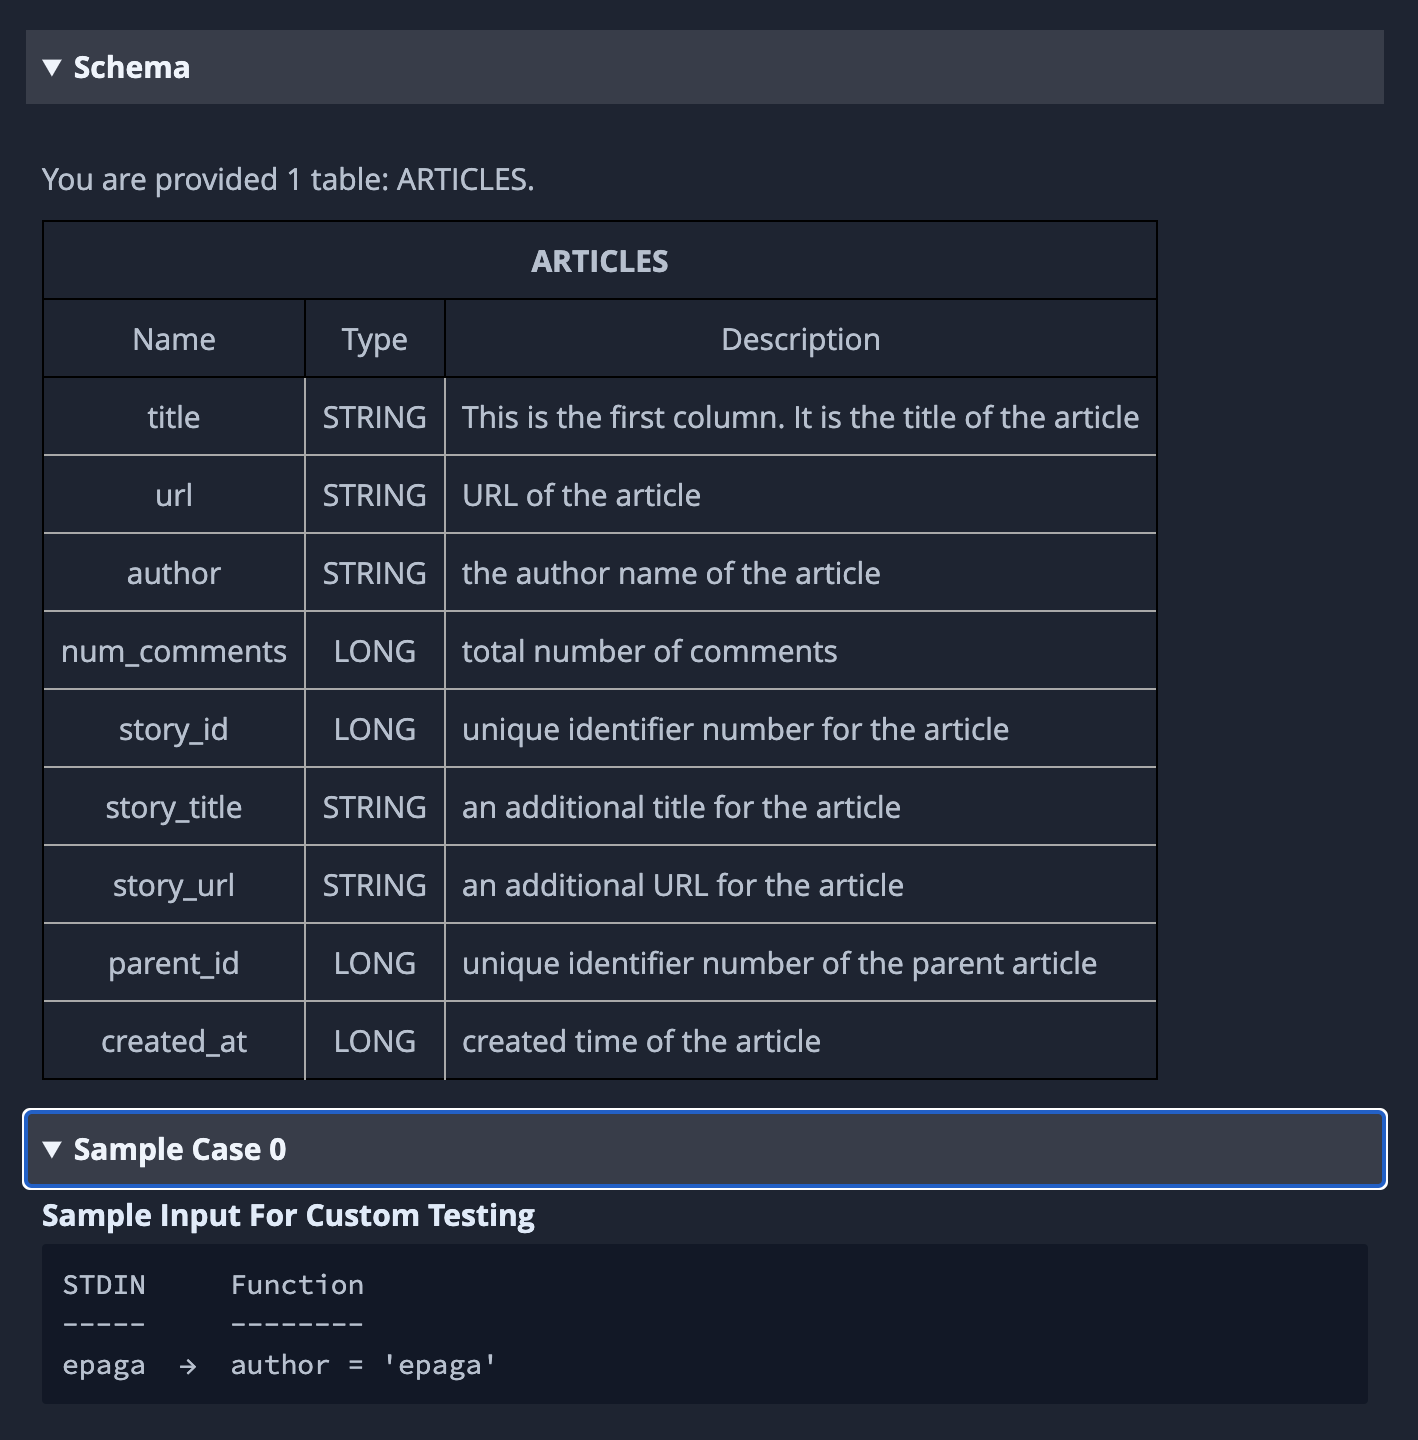 ▼ Schema
You are provided 1 table: ARTICLES.
ARTICLES
Name Type Description
title STRING This is the first column. It is the title of the article
url STRING URL of the article
author STRING the author name of the article
num_comments LONG total number of comments
story_id LONG unique identifier number for the article
story_title STRING an additional title for the article
story_url STRING an additional URL for the article
parent_id LONG unique identifier number of the parent article
created_at LONG created time of the article
▼ Sample Case 0
Sample Input For Custom Testing
STDIN Function
----- --------
epaga → author = 'epaga'